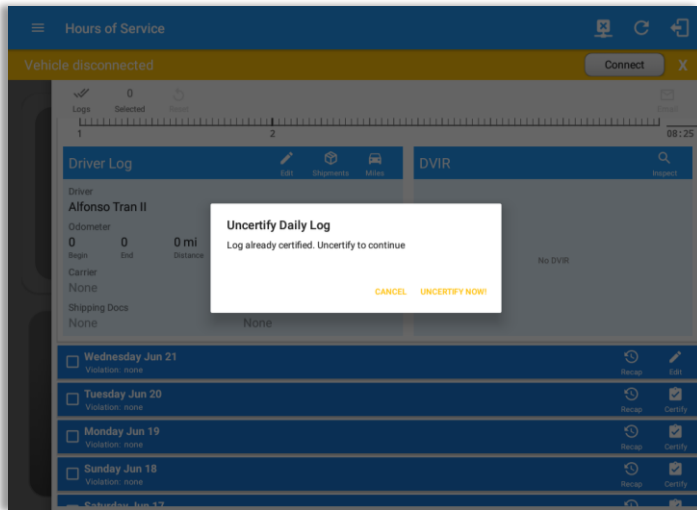 Hours of Service
Vehicle disconnected
Connect
X
Logs
0
Selected
Reset
Email
1
2
08:25
Driver Log
Edit
Shipments
Miles
DVIR
Inspect
Driver
Alfonso Tran II
Odometer
0
0
0 mi
Begin
End
Distance
Carrier
None
Shipping Docs
None
None
No DVIR
Uncertify Daily Log
Log already certified. Uncertify to continue
CANCEL
UNCERTIFY NOW!
Wednesday Jun 21
Violation: none
Recap
Edit
Tuesday Jun 20
Violation: none
Recap
Certify
Monday Jun 19
Violation: none
Recap
Certify
Sunday Jun 18
Violation: none
Recap
Certify
Saturday Jun 17